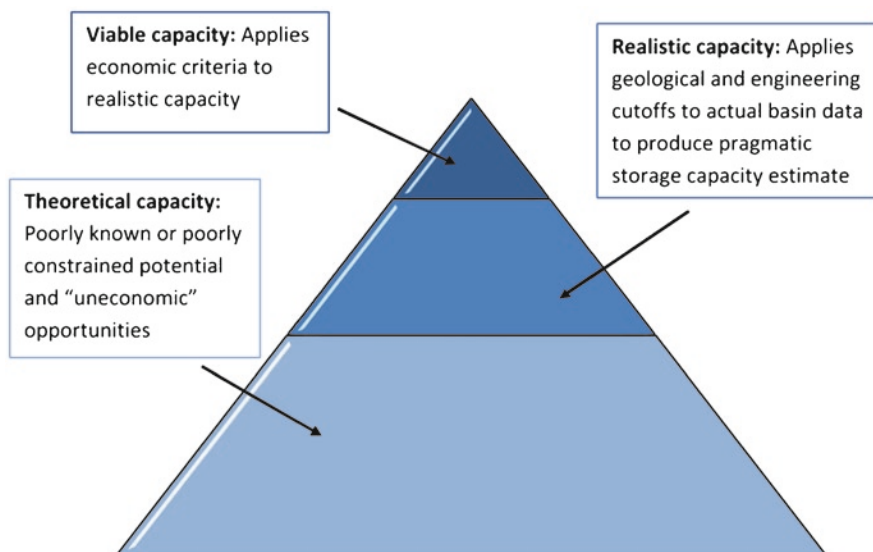 Viable capacity: Applies
economic criteria to
realistic capacity
Realistic capacity: Applies
geological and engineering
cutoffs to actual basin data
to produce pragmatic
storage capacity estimate
Theoretical capacity:
Poorly known or poorly
constrained potential
and “uneconomic”
opportunities